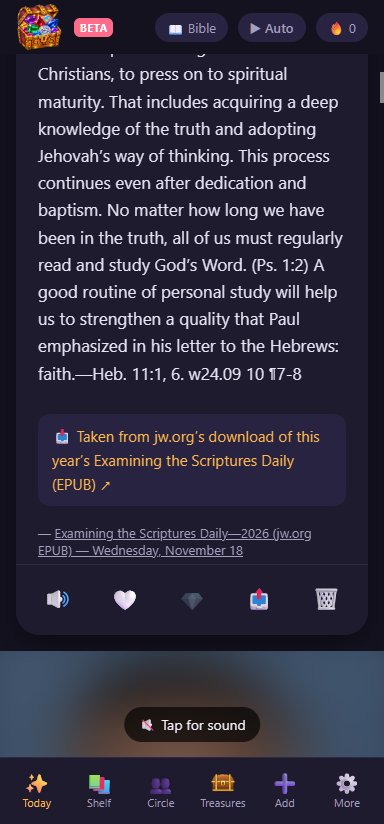 BETA
Bible
Auto
0
Christians, to press on to spiritual
maturity. That includes acquiring a deep
knowledge of the truth and adopting
Jehovah’s way of thinking. This process
continues even after dedication and
baptism. No matter how long we have
been in the truth, all of us must regularly
read and study God’s Word. (Ps. 1:2) A
good routine of personal study will help
us to strengthen a quality that Paul
emphasized in his letter to the Hebrews:
faith.—Heb. 11:1, 6. w24.09 10 ¶7-8
Taken from jw.org’s download of this
year’s Examining the Scriptures Daily
(EPUB) ↗
— Examining the Scriptures Daily—2026 (jw.org
EPUB) — Wednesday, November 18
Tap for sound
Today
Shelf
Circle
Treasures
Add
More